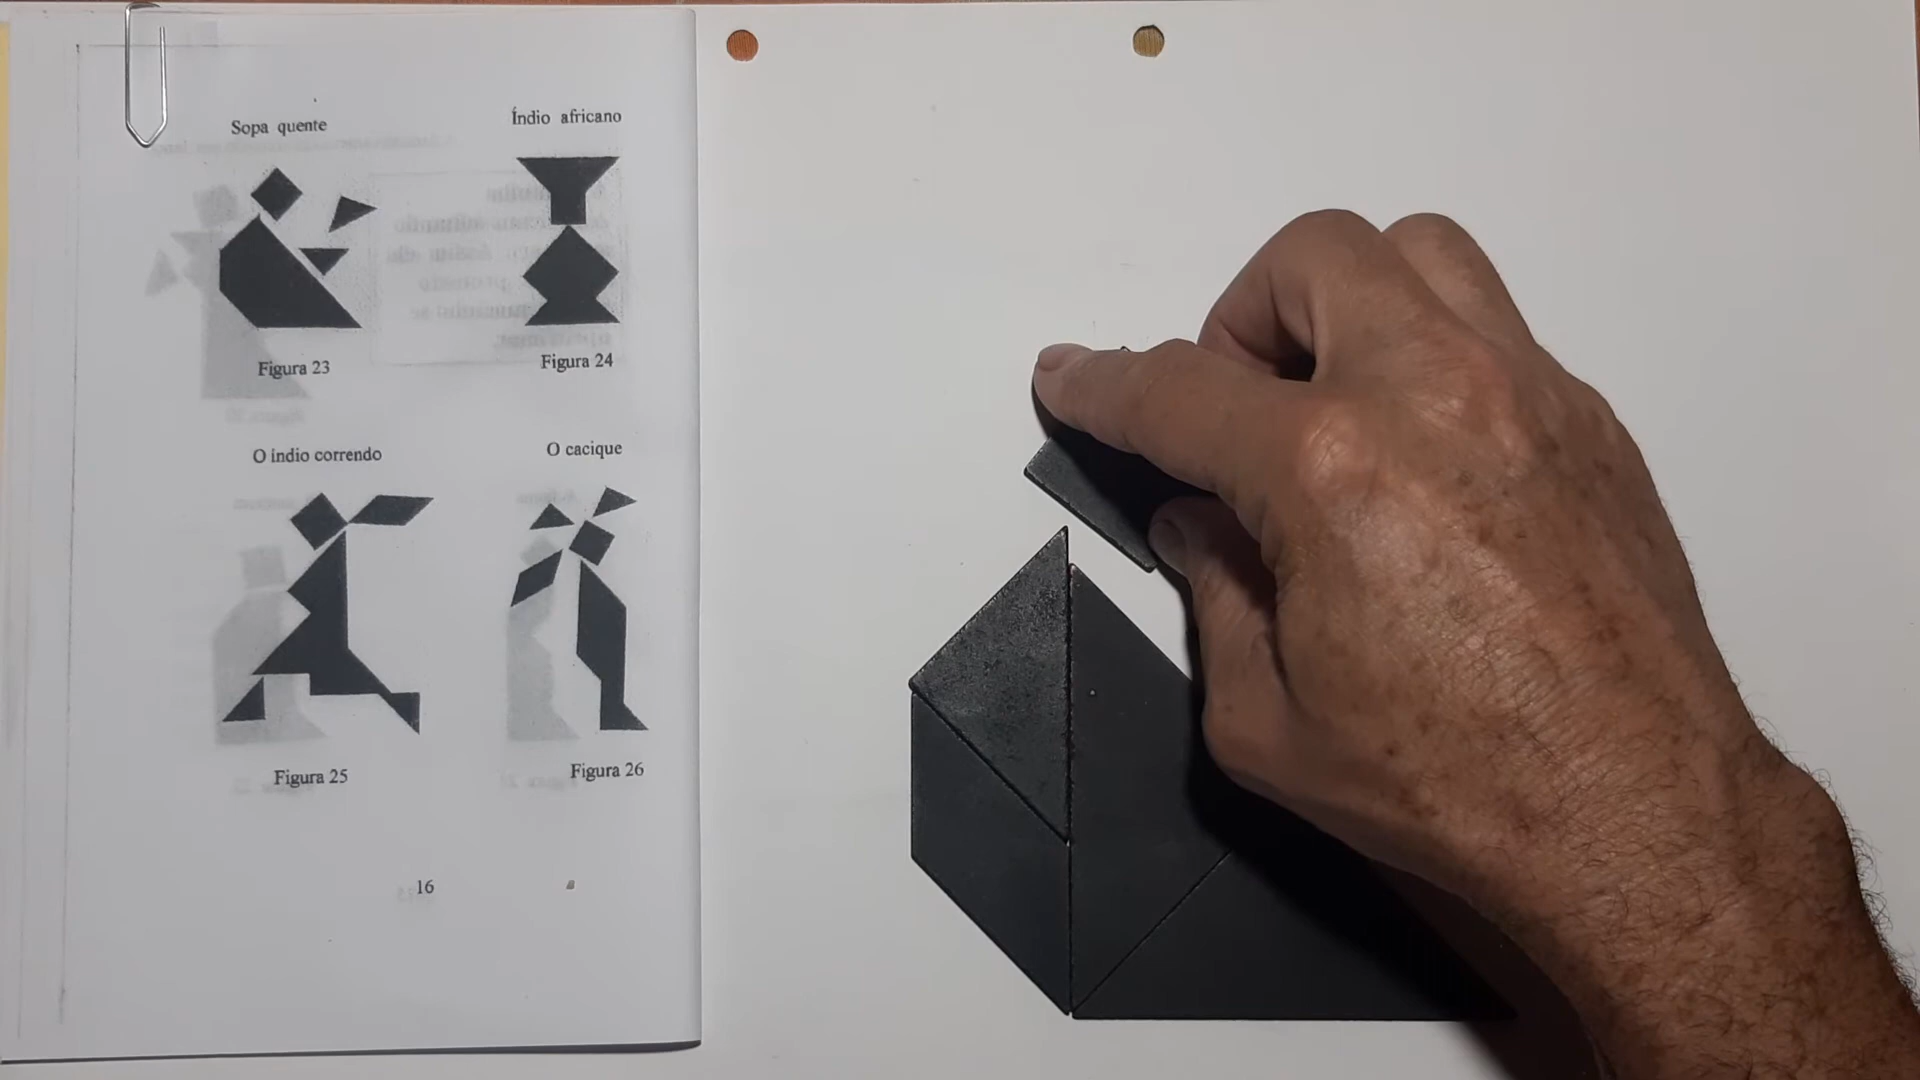 Sopa quente
Índio africano
Figura 23
Figura 24
O índio correndo
O cacique
Figura 25
Figura 26
16